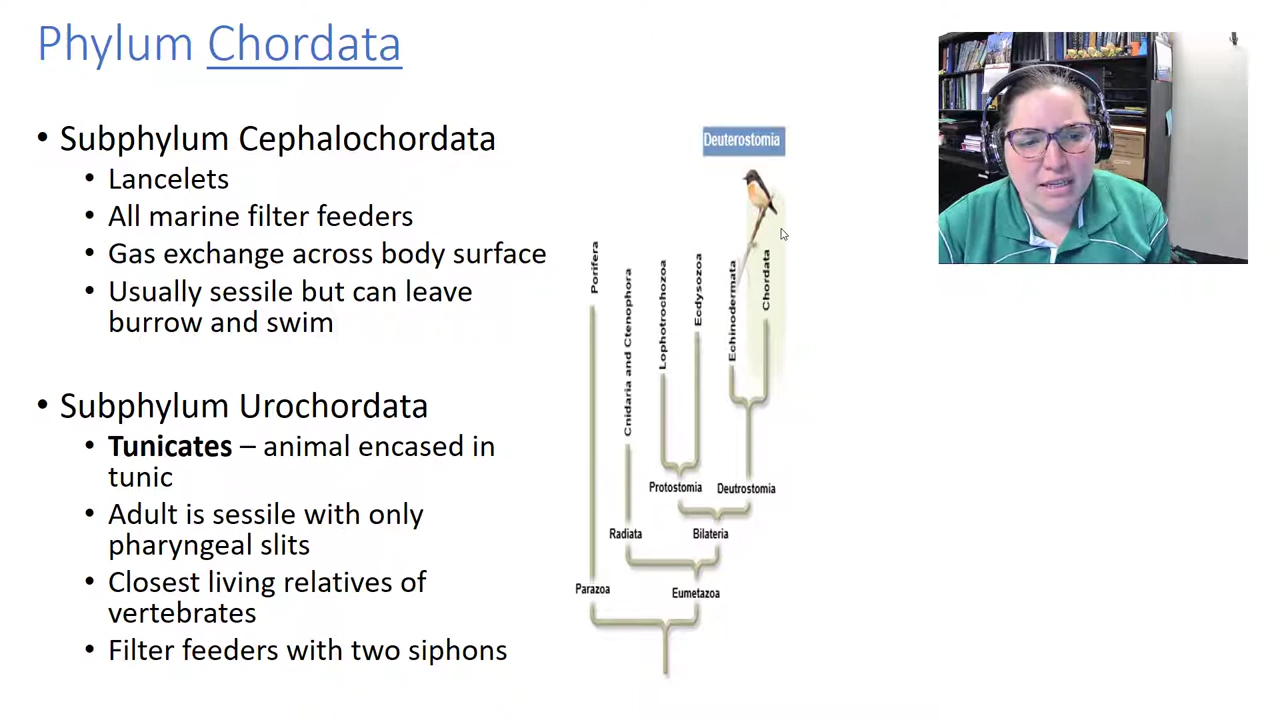 Phylum Chordata
• Subphylum Cephalochordata
• Lancelets
• All marine filter feeders
• Gas exchange across body surface
• Usually sessile but can leave
burrow and swim
• Subphylum Urochordata
• Tunicates – animal encased in
tunic
• Adult is sessile with only
pharyngeal slits
• Closest living relatives of
vertebrates
• Filter feeders with two siphons
Deuterostomia
Porifera
Cnidaria and Ctenophora
Lophotrochozoa
Ecdysozoa
Echinodermata
Chordata
Protostomia
Deutrostomia
Radiata
Bilateria
Parazoa
Eumetazoa